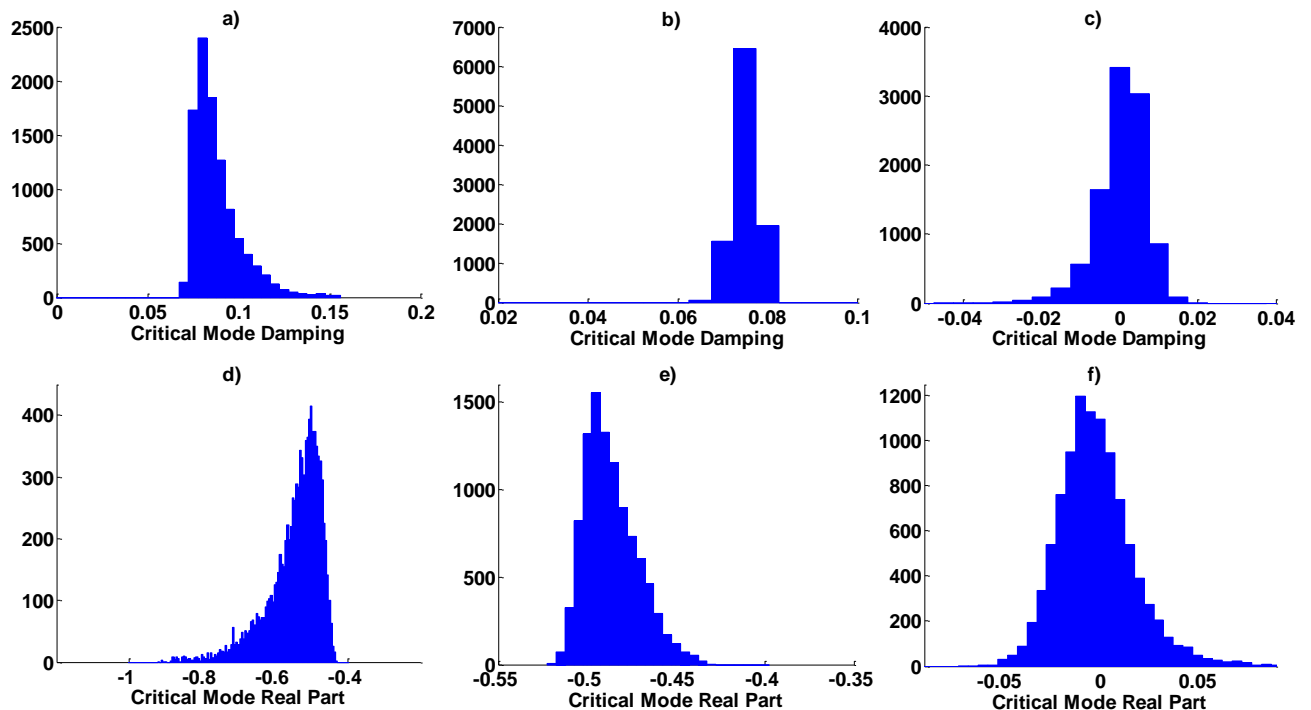 a) b) c)
2500 7000 4000
6000
2000 3000
5000
1500 4000
2000
1000 3000
2000
500 1000
1000
0 0 0
0 0.05 0.1 0.15 0.2 0.02 0.04 0.06 0.08 0.1 -0.04 -0.02 0 0.02 0.04
Critical Mode Damping Critical Mode Damping Critical Mode Damping
d) e) f)
400 1500 1200
1000
300
1000 800
200 600
500 400
100
200
0 0 0
-1 -0.8 -0.6 -0.4 -0.55 -0.5 -0.45 -0.4 -0.35 -0.05 0 0.05
Critical Mode Real Part Critical Mode Real Part Critical Mode Real Part